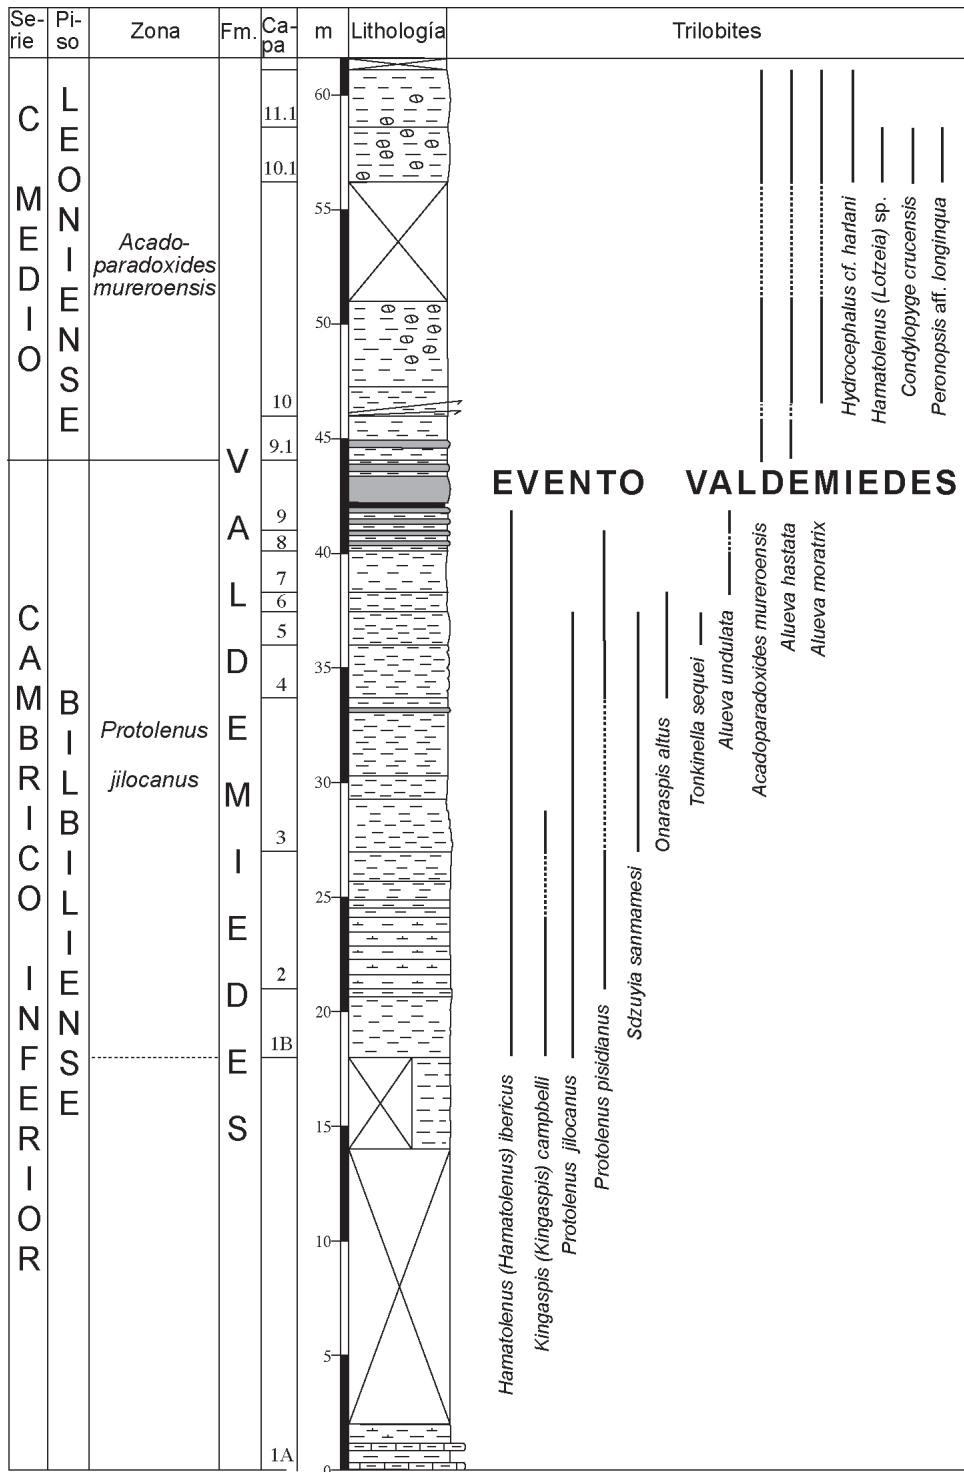 Se-
rie
Pi-
so
Zona
Fm.
Ca-
pa
m
Lithología
Trilobites
C MEDIO
CAMBRICO INFERIOR
LEONIENSE
BILBILIENSE
Acado-
paradoxides
mureroensis
Protolenus
jilocanus
VALDEMIEDES
11.1
10.1
10
9.1
9
8
7
6
5
4
3
2
1B
1A
60
55
50
45
40
35
30
25
20
15
10
5
0
EVENTO VALDEMIEDES
Hamatolenus (Hamatolenus) ibericus
Kingaspis (Kingaspis) campbelli
Protolenus jilocanus
Protolenus pisidianus
Sdzuyia sanmamesi
Onaraspis altus
Tonkinella sequei
Alueva undulata
Acadoparadoxides mureroensis
Alueva hastata
Alueva moratrix
Hydrocephalus cf. harlani
Hamatolenus (Lotzeia) sp.
Condylopyge crucensis
Peronopsis aff. longinqua